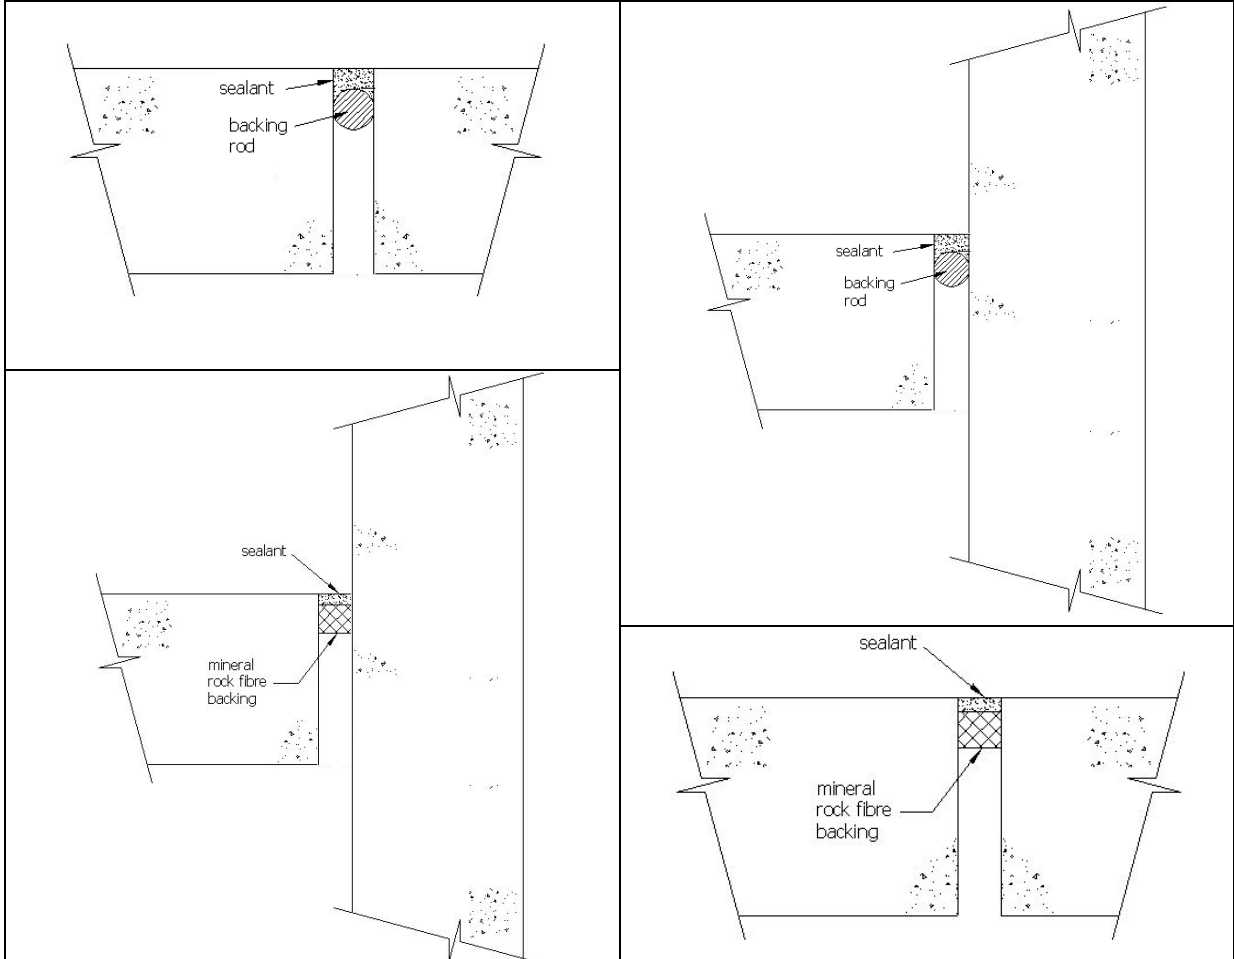 sealant
backing
rod
sealant
backing
rod
sealant
mineral
rock fibre
backing
sealant
mineral
rock fibre
backing